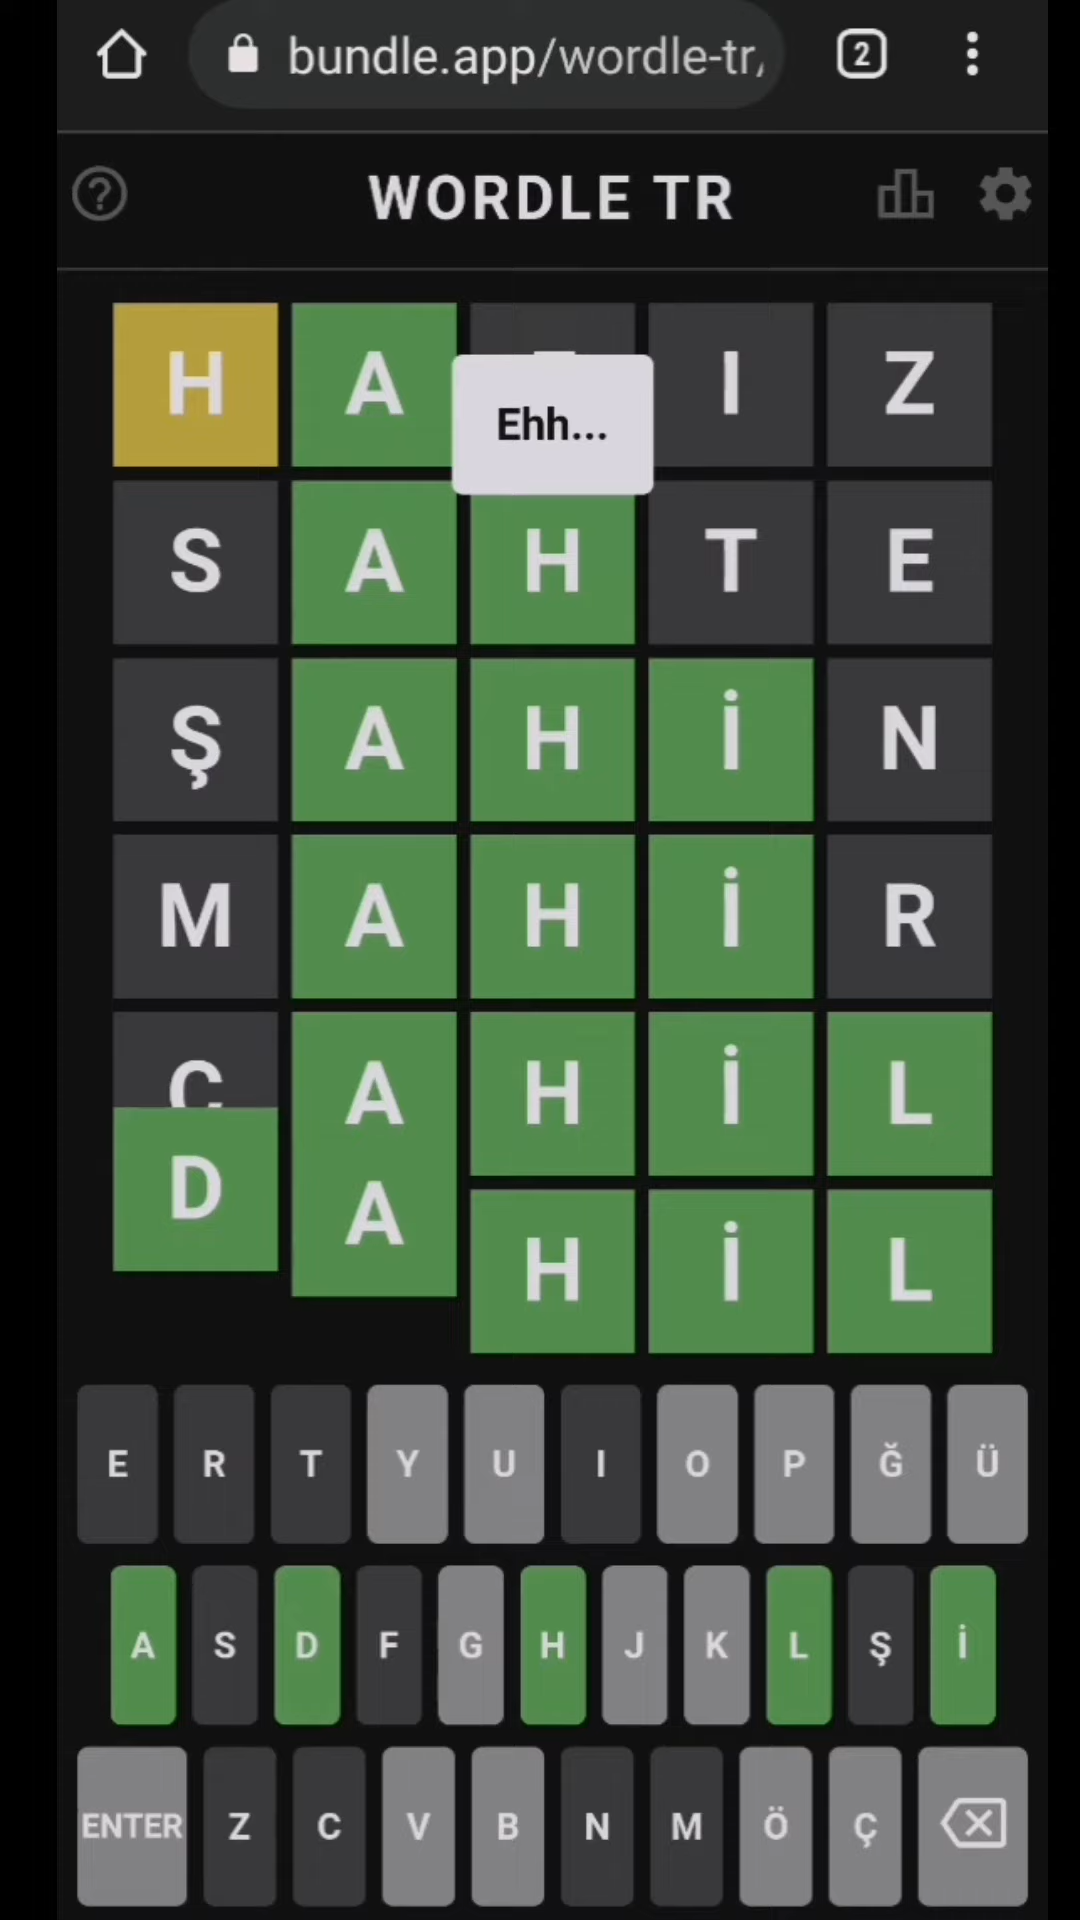 bundle.app/wordle-tr/
2
?
WORDLE TR
H A I Z
Ehh...
S A H T E
Ş A H İ N
M A H İ R
C A H İ L
D A H İ L
E R T Y U I O P Ğ Ü
A S D F G H J K L Ş İ
ENTER Z C V B N M Ö Ç